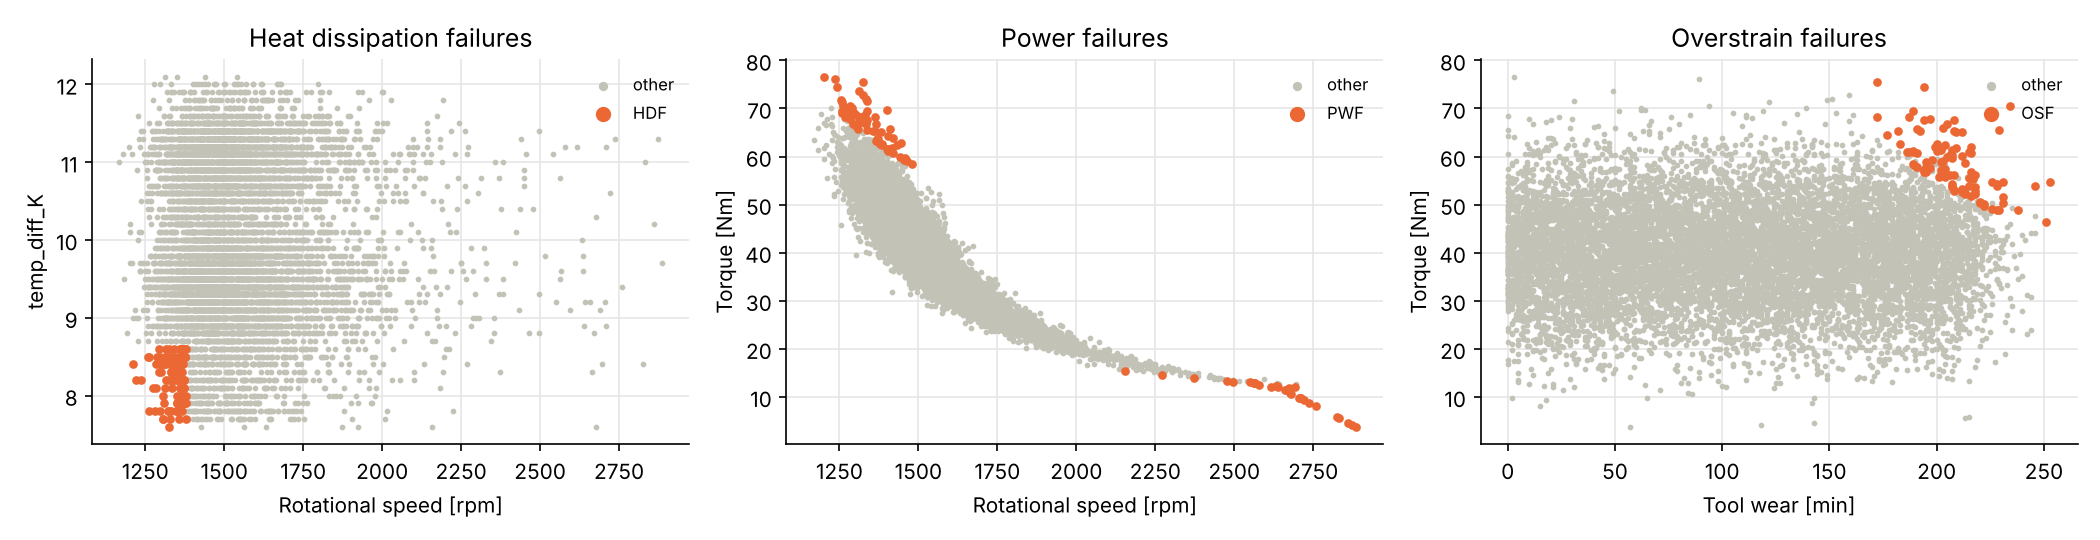 Heat dissipation failures
12
11
10
9
8
temp_diff_K
other
HDF
1250 1500 1750 2000 2250 2500 2750
Rotational speed [rpm]
Power failures
80
70
60
50
40
30
20
10
Torque [Nm]
other
PWF
1250 1500 1750 2000 2250 2500 2750
Rotational speed [rpm]
Overstrain failures
80
70
60
50
40
30
20
10
Torque [Nm]
other
OSF
0 50 100 150 200 250
Tool wear [min]